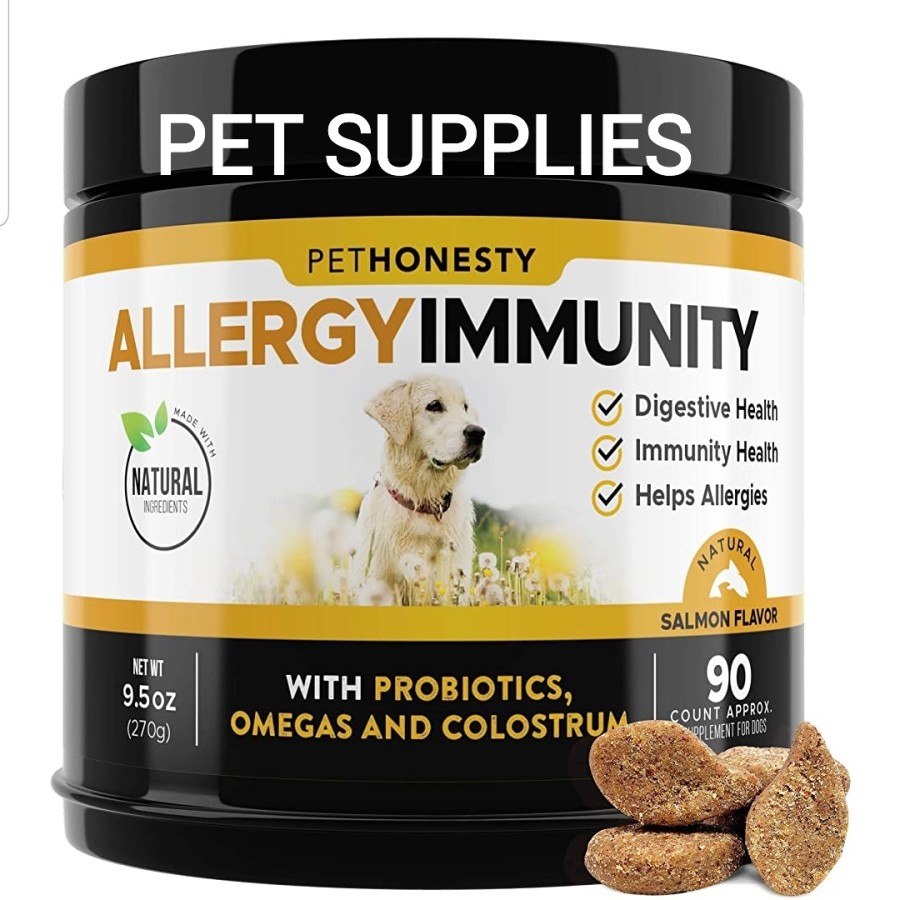 PET SUPPLIES
PETHONESTY
ALLERGYIMMUNITY
MADE WITH
NATURAL
INGREDIENTS
Digestive Health
Immunity Health
Helps Allergies
NATURAL
SALMON FLAVOR
NET WT
9.5oz
(270g)
WITH PROBIOTICS,
OMEGAS AND COLOSTRUM
90
COUNT APPROX.
FOR DOGS